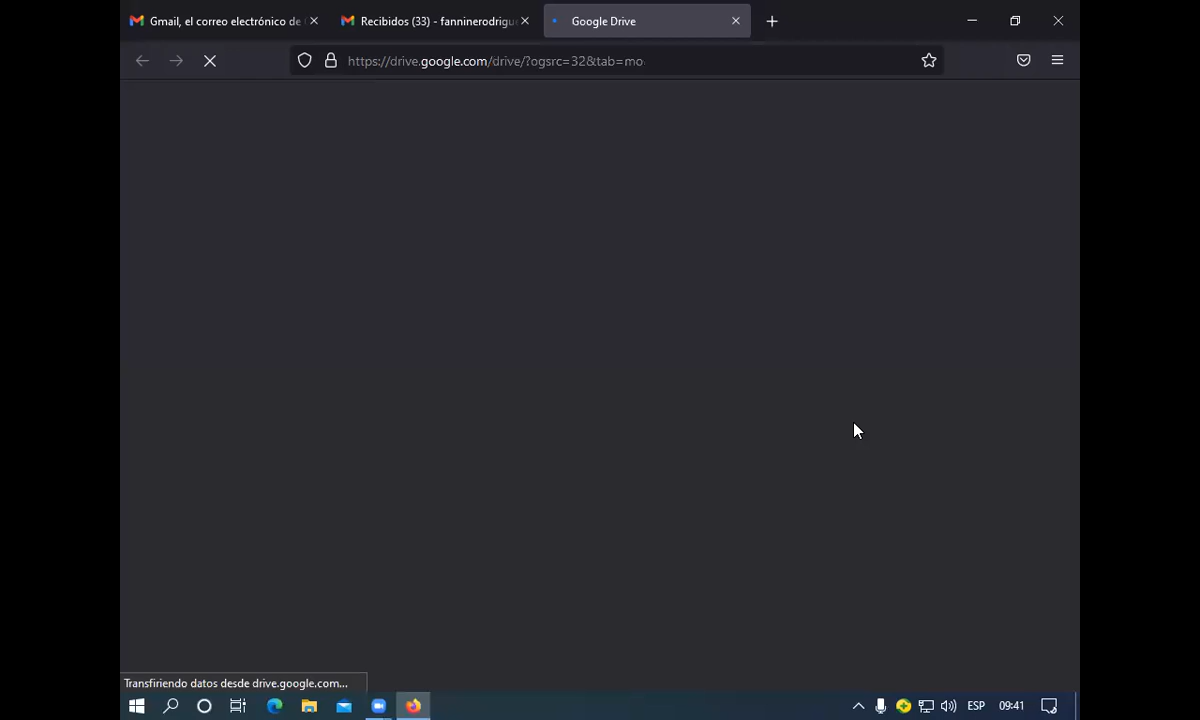 Gmail, el correo electrónico de
Recibidos (33) - fanninerodrigu
Google Drive
https://drive.google.com/drive/?ogsrc=32&tab=mo
Transfiriendo datos desde drive.google.com...
ESP
09:41